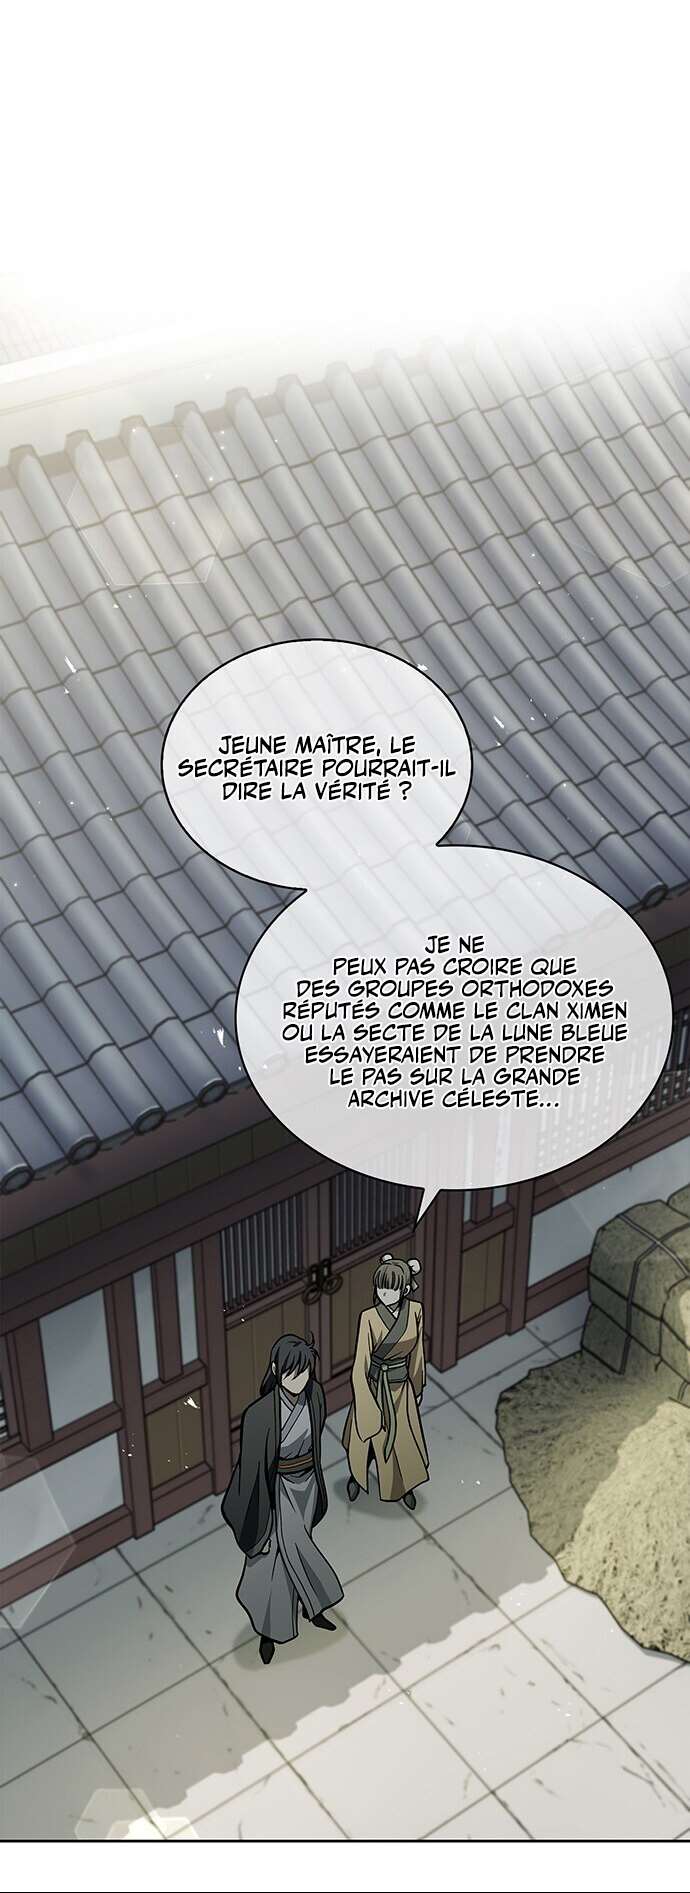 JEUNE MAÎTRE, LE
SECRÉTAIRE POURRAIT-IL
DIRE LA VÉRITÉ ?
JE NE
PEUX PAS CROIRE QUE
DES GROUPES ORTHODOXES
RÉPUTÉS COMME LE CLAN XIMEN
OU LA SECTE DE LA LUNE BLEUE
ESSAYERAIENT DE PRENDRE
LE PAS SUR LA GRANDE
ARCHIVE CÉLESTE...